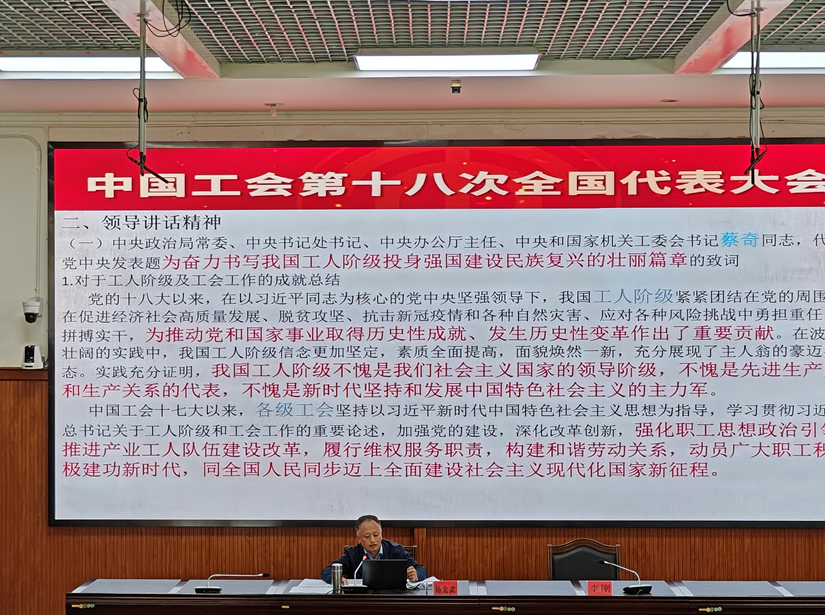 中国工会第十八次全国代表大会
二、领导讲话精神
（一）中央政治局常委、中央书记处书记、中央办公厅主任、中央和国家机关工委会书记蔡奇同志，代
党中央发表题为奋力书写我国工人阶级投身强国建设民族复兴的壮丽篇章的致词
1.对于工人阶级及工会工作的成就总结
党的十八大以来，在以习近平同志为核心的党中央坚强领导下，我国工人阶级紧紧团结在党的周围
在促进经济社会高质量发展、脱贫攻坚、抗击新冠疫情和各种自然灾害、应对各种风险挑战中勇担重任
拼搏实干，为推动党和国家事业取得历史性成就、发生历史性变革作出了重要贡献。在波
壮阔的实践中，我国工人阶级信念更加坚定，素质全面提高，面貌焕然一新，充分展现了主人翁的豪迈
态。实践充分证明，我国工人阶级不愧是我们社会主义国家的领导阶级，不愧是先进生产
和生产关系的代表，不愧是新时代坚持和发展中国特色社会主义的主力军。
中国工会十七大以来，各级工会坚持以习近平新时代中国特色社会主义思想为指导，学习贯彻习近
总书记关于工人阶级和工会工作的重要论述，加强党的建设，深化改革创新，强化职工思想政治引领
推进产业工人队伍建设改革，履行维权服务职责，构建和谐劳动关系，动员广大职工积
极建功新时代，同全国人民同步迈上全面建设社会主义现代化国家新征程。
李刚